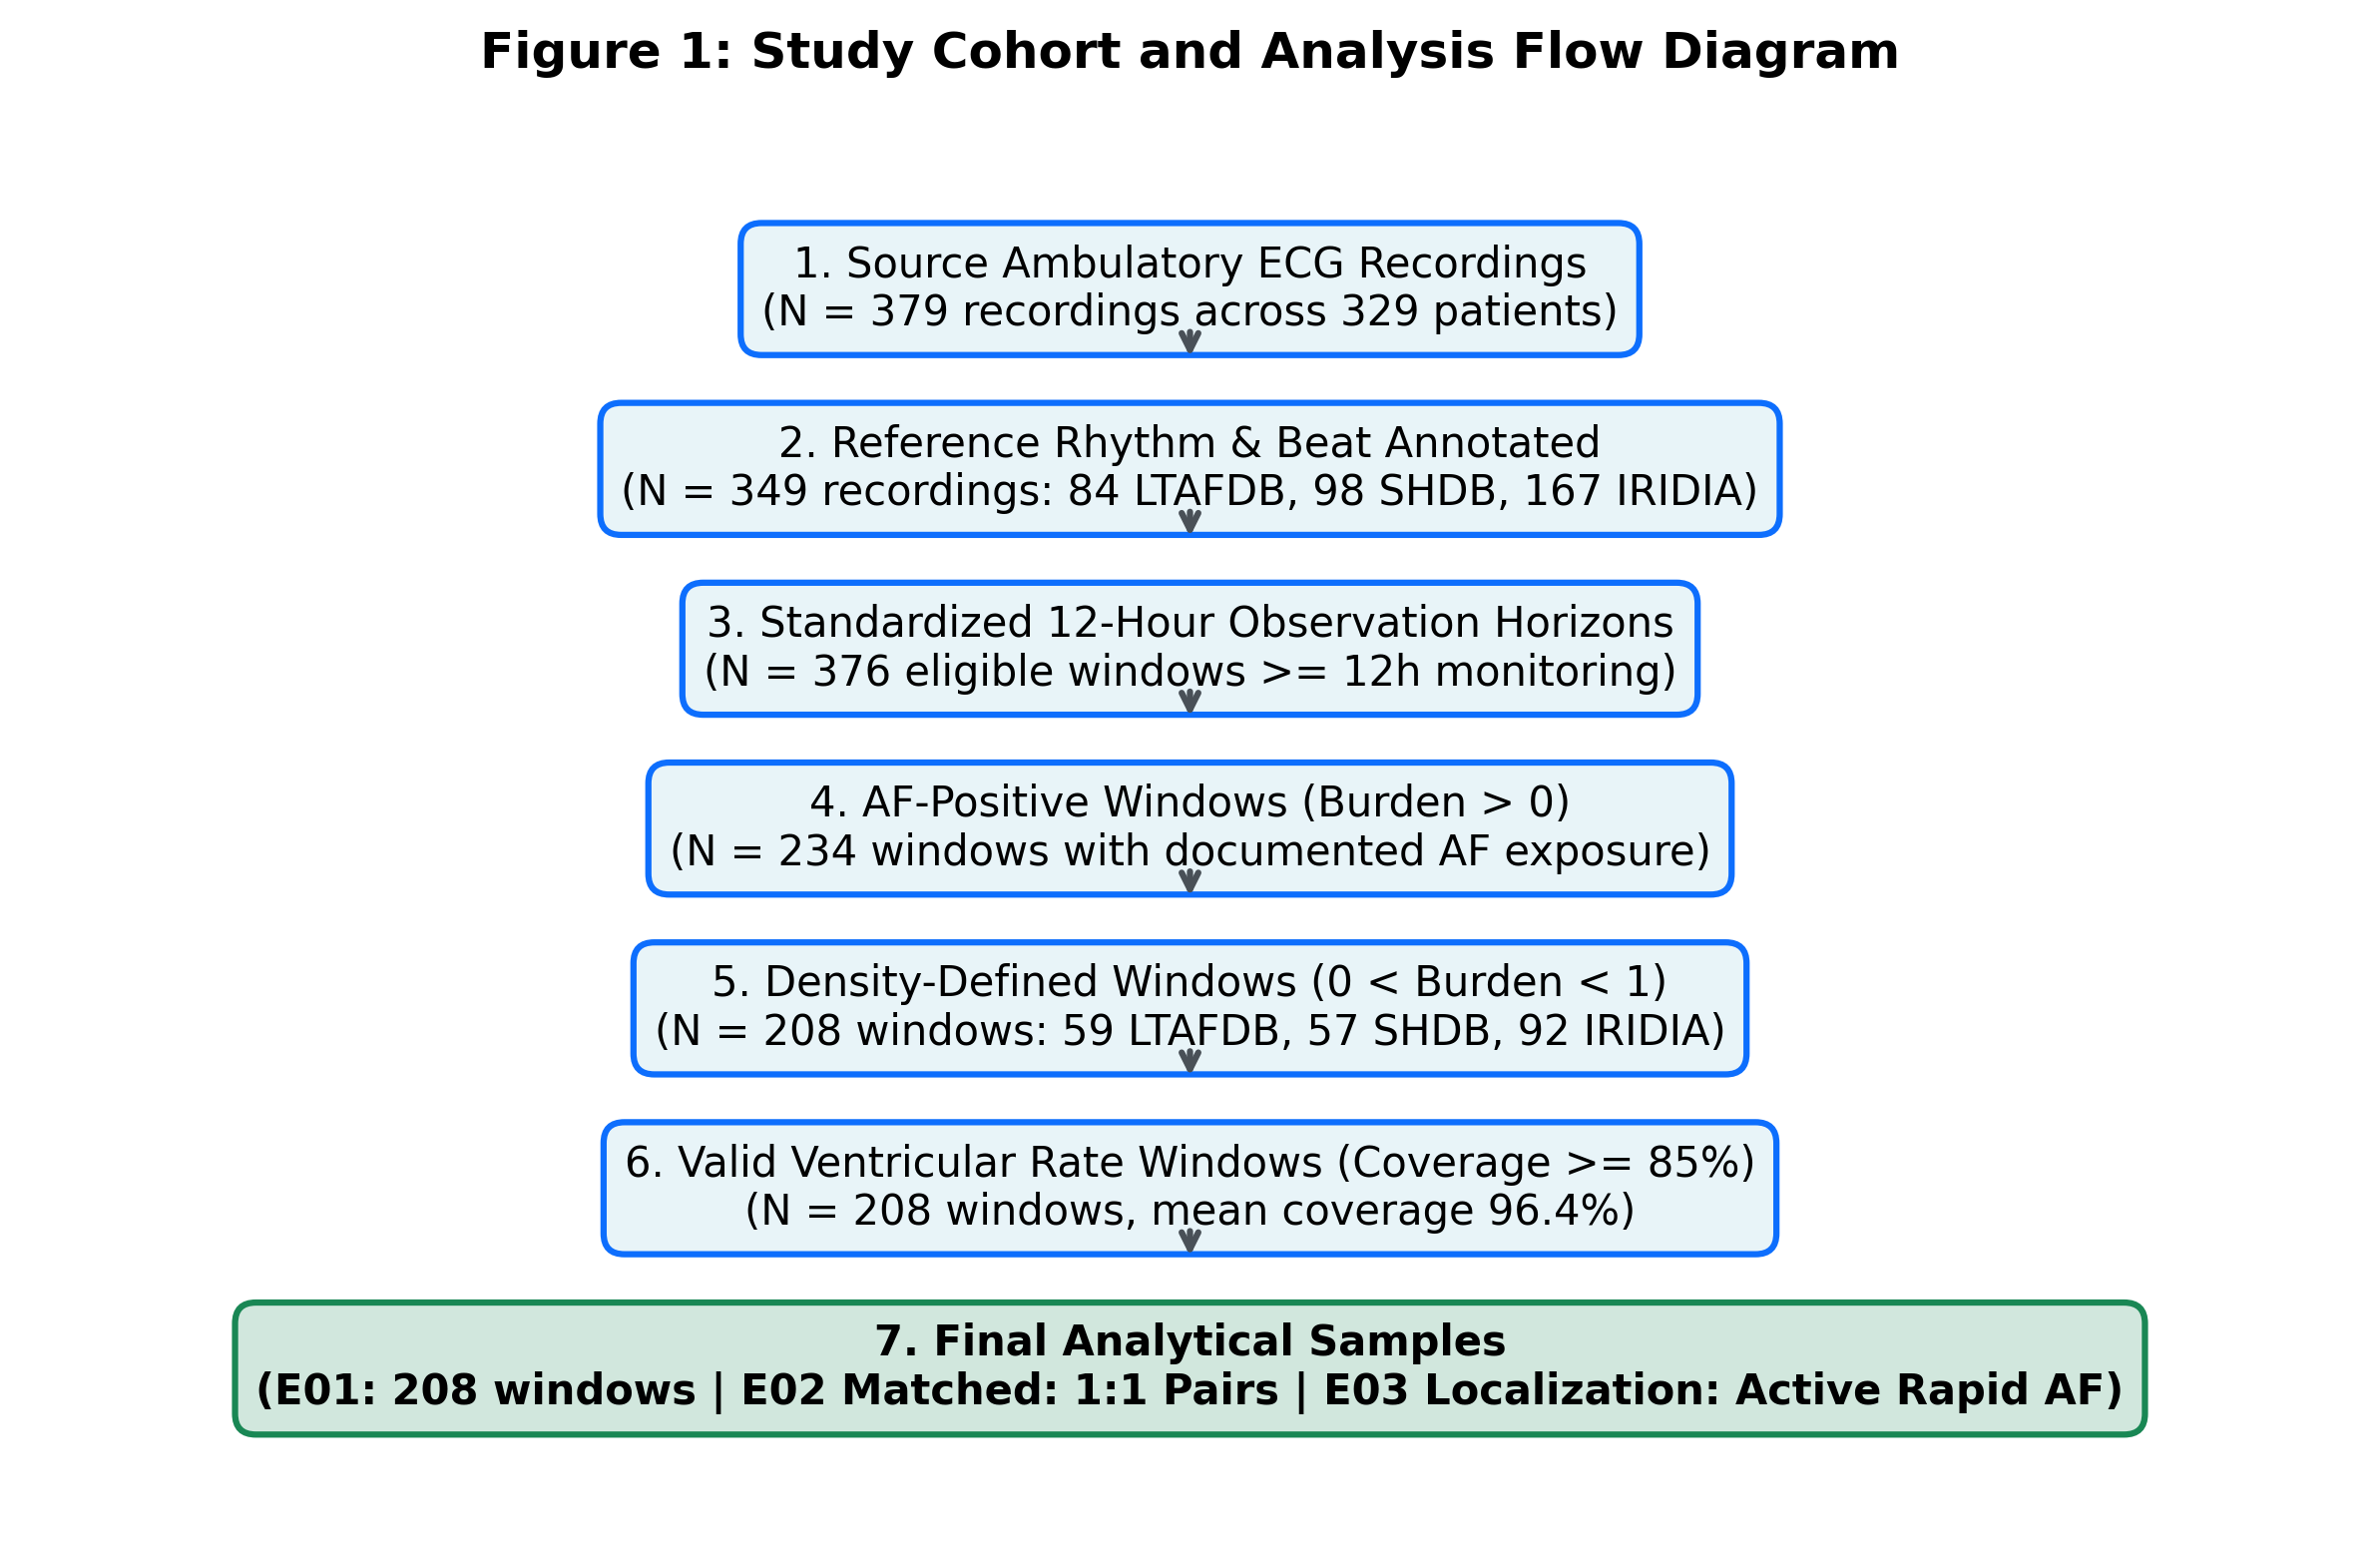 Figure 1: Study Cohort and Analysis Flow Diagram
1. Source Ambulatory ECG Recordings
(N = 379 recordings across 329 patients)
2. Reference Rhythm & Beat Annotated
(N = 349 recordings: 84 LTAFDB, 98 SHDB, 167 IRIDIA)
3. Standardized 12-Hour Observation Horizons
(N = 376 eligible windows >= 12h monitoring)
4. AF-Positive Windows (Burden > 0)
(N = 234 windows with documented AF exposure)
5. Density-Defined Windows (0 < Burden < 1)
(N = 208 windows: 59 LTAFDB, 57 SHDB, 92 IRIDIA)
6. Valid Ventricular Rate Windows (Coverage >= 85%)
(N = 208 windows, mean coverage 96.4%)
7. Final Analytical Samples
(E01: 208 windows | E02 Matched: 1:1 Pairs | E03 Localization: Active Rapid AF)